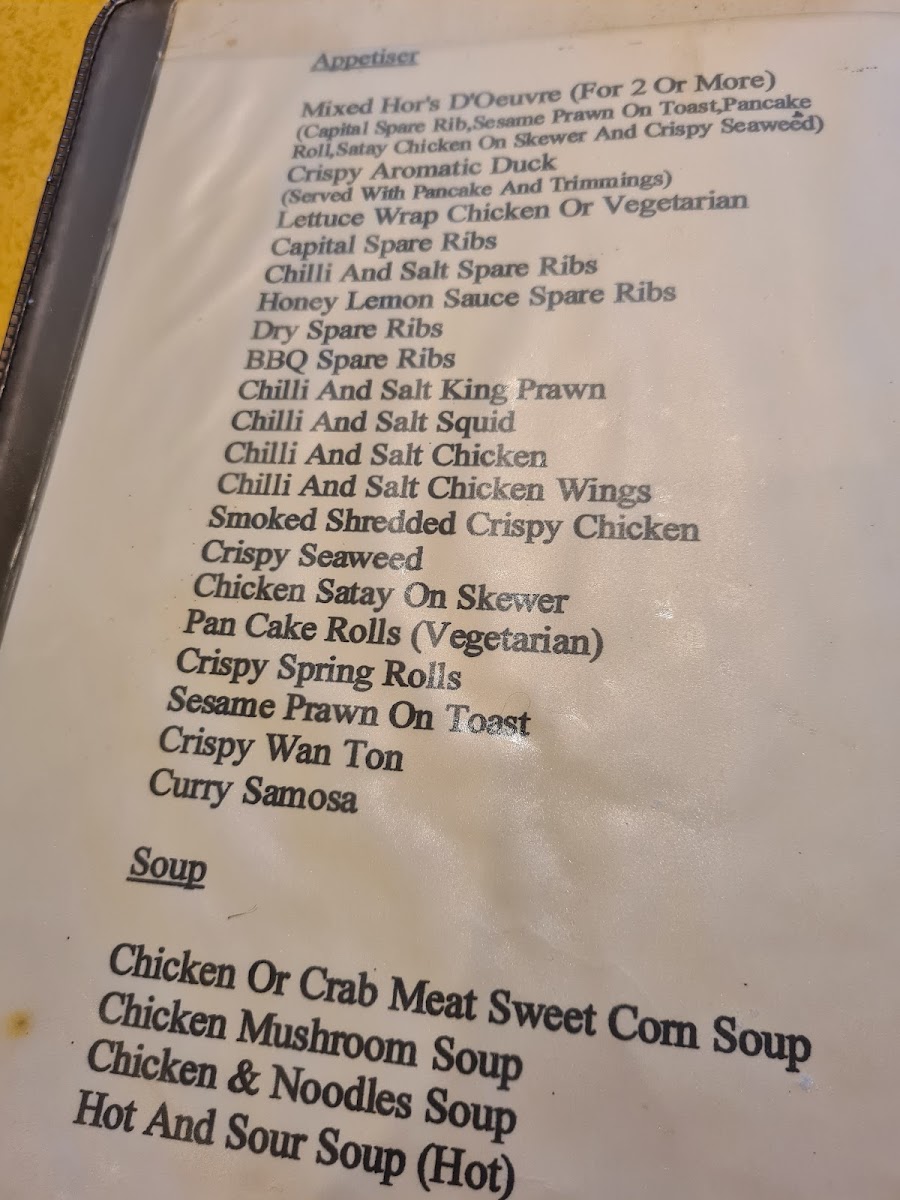 Appetiser
Mixed Hor's D'Oeuvre (For 2 Or More)
(Capital Spare Rib,Sesame Prawn On Toast,Pancake
Roll,Satay Chicken On Skewer And Crispy Seaweed)
Crispy Aromatic Duck
(Served With Pancake And Trimmings)
Lettuce Wrap Chicken Or Vegetarian
Capital Spare Ribs
Chilli And Salt Spare Ribs
Honey Lemon Sauce Spare Ribs
Dry Spare Ribs
BBQ Spare Ribs
Chilli And Salt King Prawn
Chilli And Salt Squid
Chilli And Salt Chicken
Chilli And Salt Chicken Wings
Smoked Shredded Crispy Chicken
Crispy Seaweed
Chicken Satay On Skewer
Pan Cake Rolls (Vegetarian)
Crispy Spring Rolls
Sesame Prawn On Toast
Crispy Wan Ton
Curry Samosa
Soup
Chicken Or Crab Meat Sweet Corn Soup
Chicken Mushroom Soup
Chicken & Noodles Soup
Hot And Sour Soup (Hot)